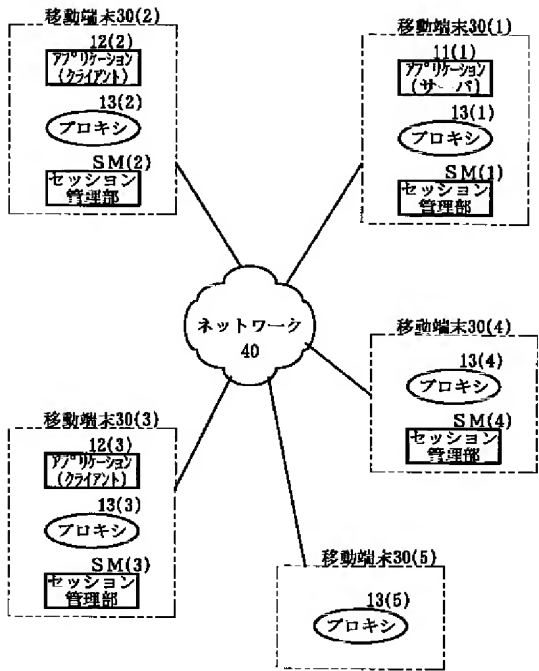 移動端末30(2)
12(2)
アプリケーション
(クライアント)
13(2)
プロキシ
SM(2)
セッション
管理部
移動端末30(1)
11(1)
アプリケーション
(サーバ)
13(1)
プロキシ
SM(1)
セッション
管理部
ネットワーク
40
移動端末30(4)
13(4)
プロキシ
SM(4)
セッション
管理部
移動端末30(3)
12(3)
アプリケーション
(クライアント)
13(3)
プロキシ
SM(3)
セッション
管理部
移動端末30(5)
13(5)
プロキシ